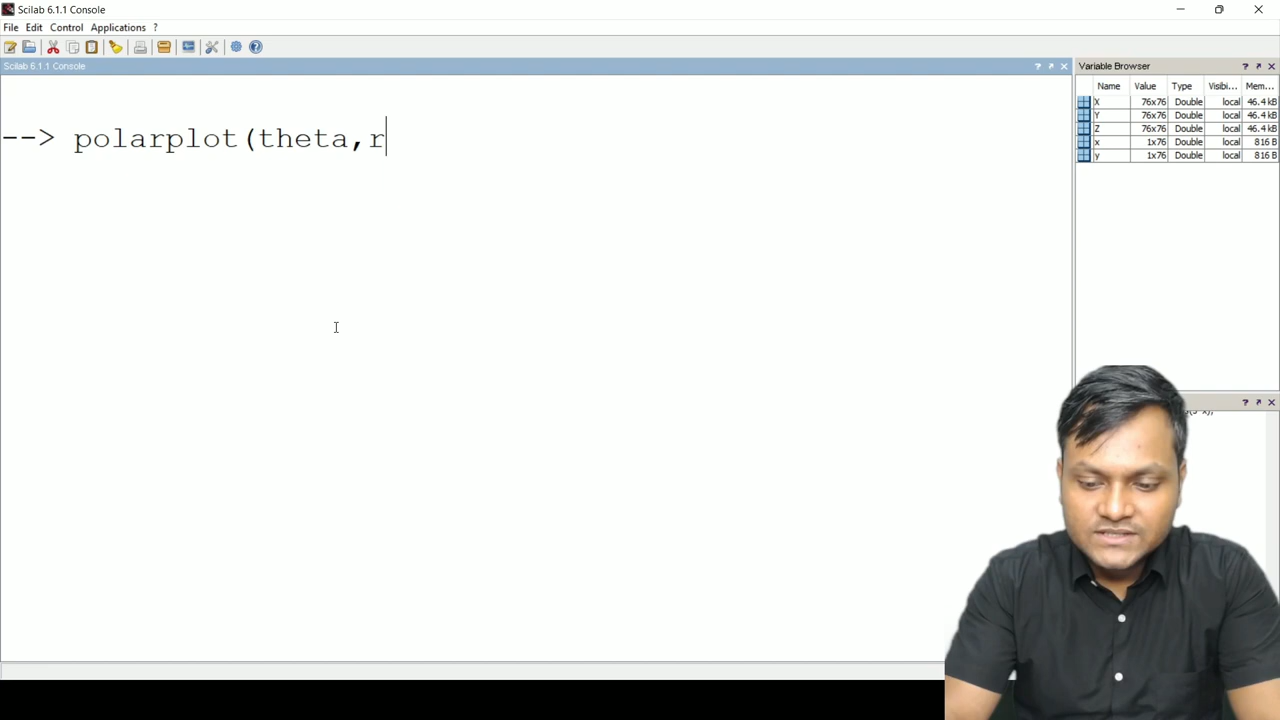 Scilab 6.1.1 Console
File Edit Control Applications ?
Scilab 6.1.1 Console ? Variable Browser ?
Name Value Type Visibi... Mem...
X 76x76 Double local 46.4 kB
Y 76x76 Double local 46.4 kB
Z 76x76 Double local 46.4 kB
x 1x76 Double local 816 B
y 1x76 Double local 816 B
--> polarplot(theta,r
?